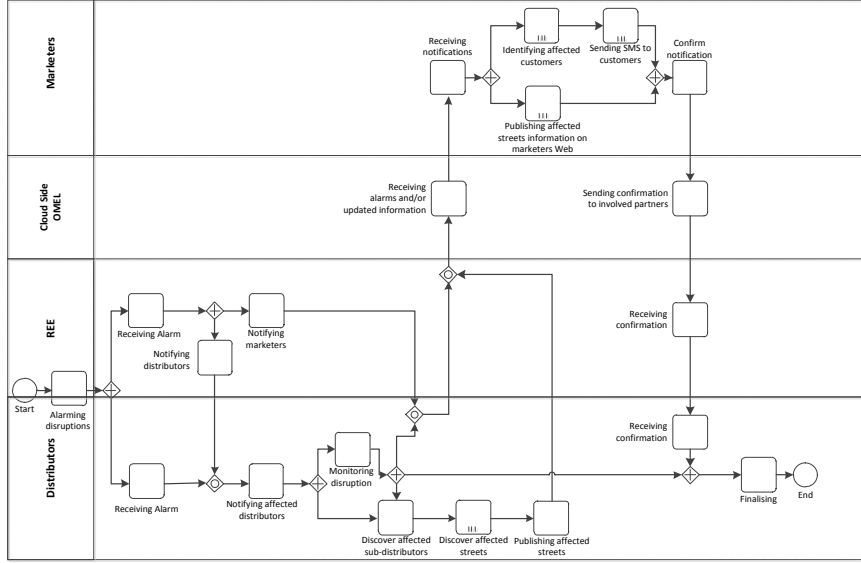 Marketers
Receiving
notifications
Identifying affected
customers
Sending SMS to
customers
Confirm
notification
Publishing affected
streets information on
marketers Web
Cloud Side
OMEL
Receiving
alarms and/or
updated information
Sending confirmation
to involved partners
REE
Receiving Alarm
Notifying
marketers
Notifying
distributors
Receiving
confirmation
Start
Alarming
disruptions
Distributors
Receiving
confirmation
Monitoring
disruption
Receiving Alarm
Notifying affected
distributors
Discover affected
sub-distributors
Discover affected
streets
Publishing affected
streets
Finalising
End